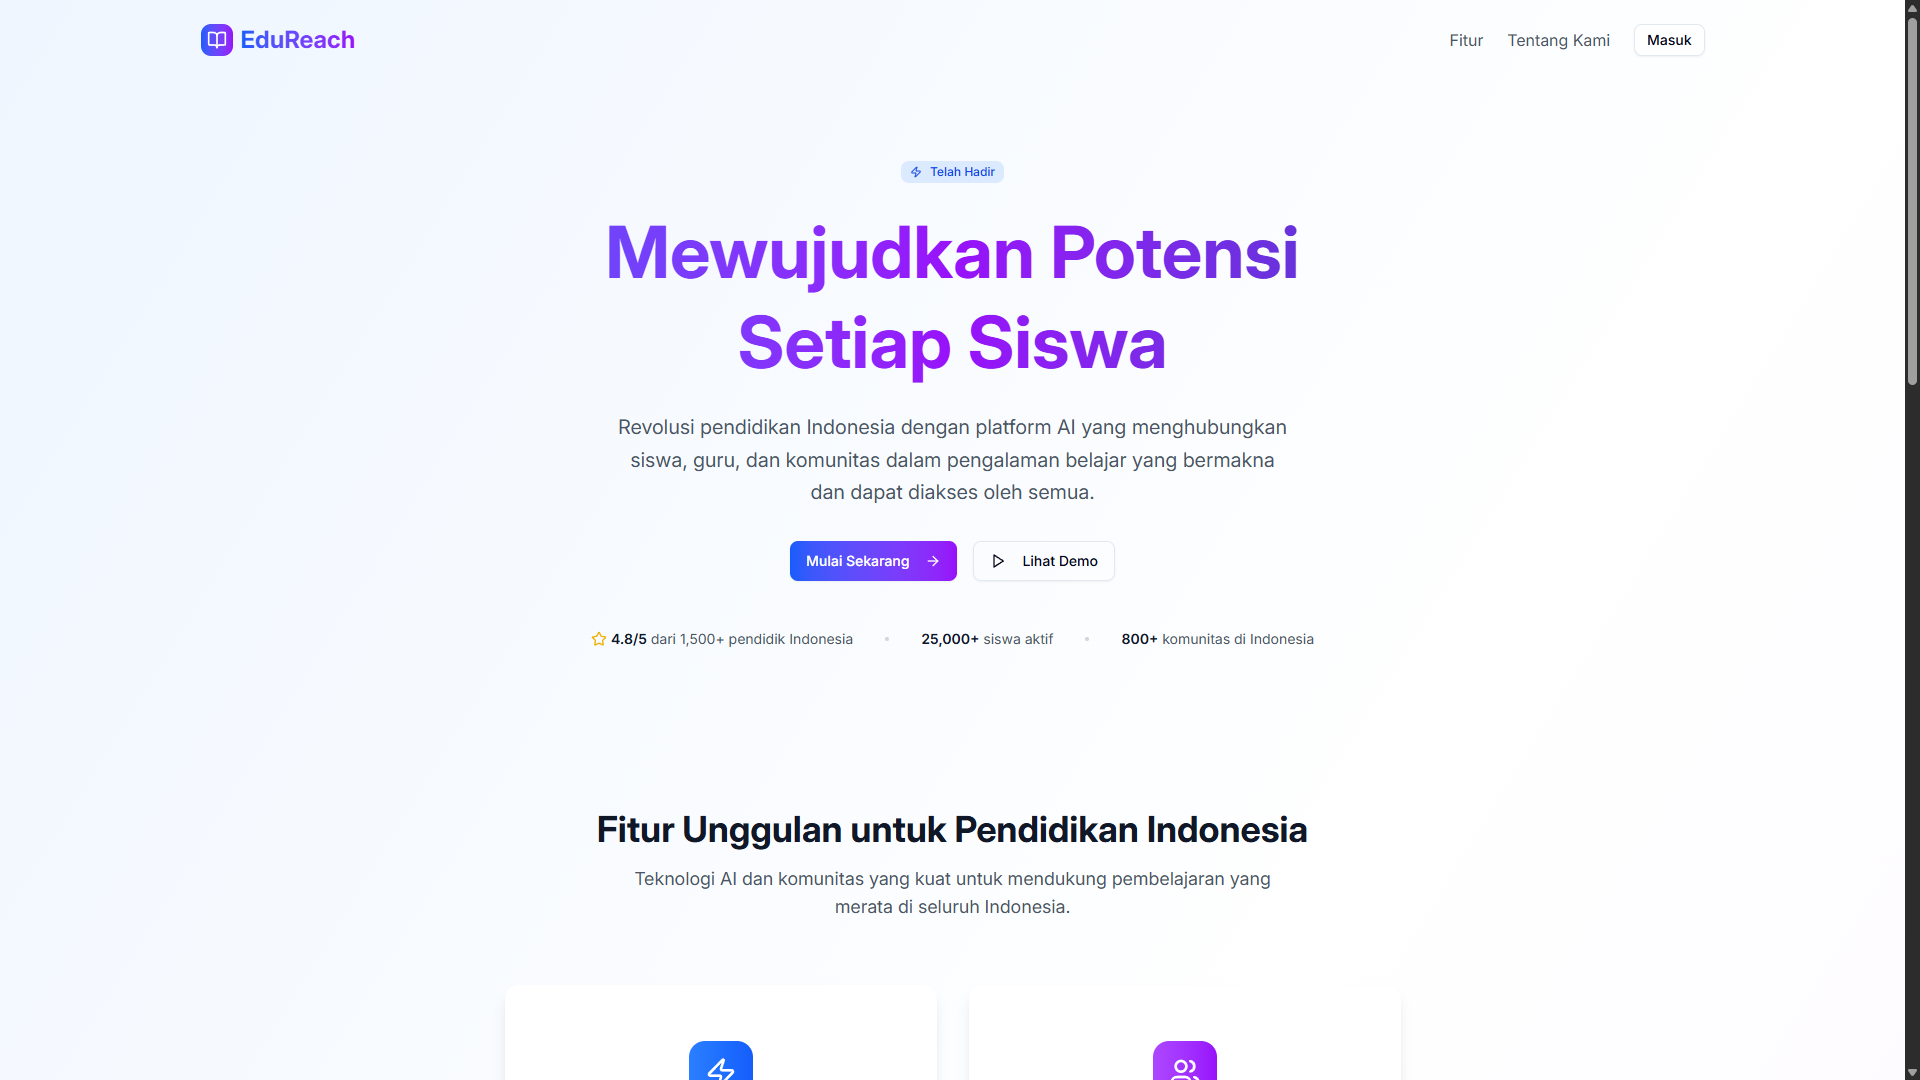 EduReach
Fitur
Tentang Kami
Masuk
Telah Hadir
Mewujudkan Potensi
Setiap Siswa
Revolusi pendidikan Indonesia dengan platform AI yang menghubungkan
siswa, guru, dan komunitas dalam pengalaman belajar yang bermakna
dan dapat diakses oleh semua.
Mulai Sekarang
Lihat Demo
4.8/5 dari 1,500+ pendidik Indonesia
25,000+ siswa aktif
800+ komunitas di Indonesia
Fitur Unggulan untuk Pendidikan Indonesia
Teknologi AI dan komunitas yang kuat untuk mendukung pembelajaran yang
merata di seluruh Indonesia.